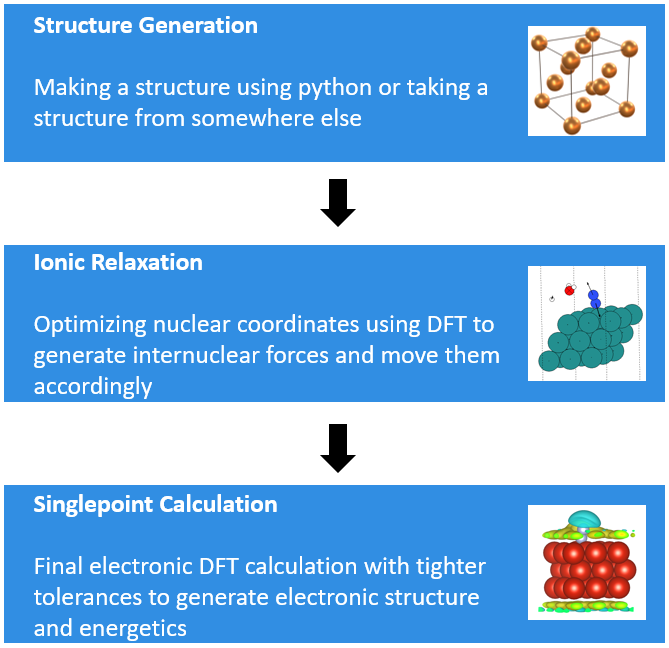 Structure Generation
Making a structure using python or taking a
structure from somewhere else
Ionic Relaxation
Optimizing nuclear coordinates using DFT to
generate internuclear forces and move them
accordingly
Singlepoint Calculation
Final electronic DFT calculation with tighter
tolerances to generate electronic structure
and energetics